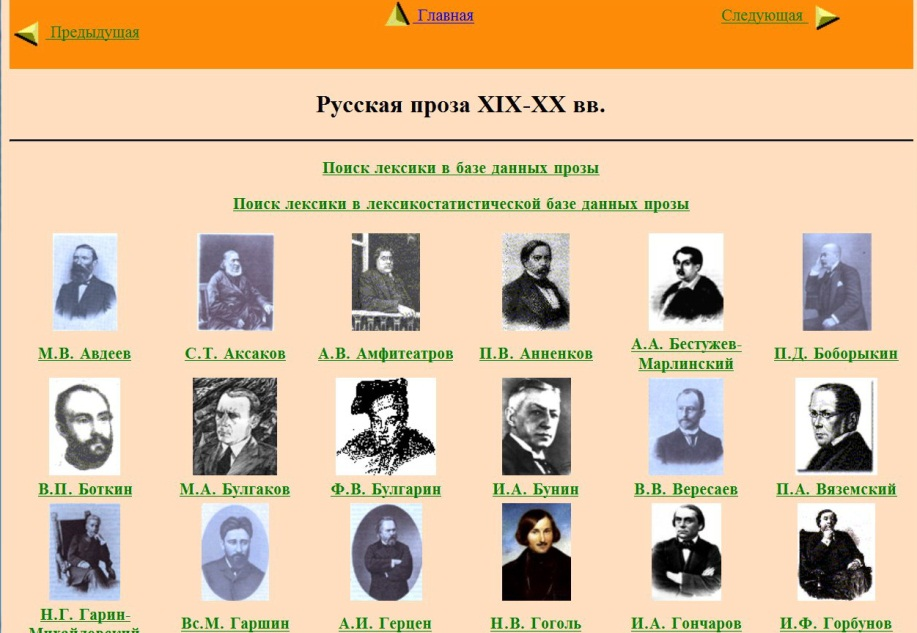 Предыдущая
Главная
Следующая
Русская проза XIX-XX вв.
Поиск лексики в базе данных прозы
Поиск лексики в лексикостатистической базе данных прозы
М.В. Авдеев
С.Т. Аксаков
А.В. Амфитеатров
П.В. Анненков
А.А. Бестужев-
Марлинский
П.Д. Боборыкин
В.П. Боткин
М.А. Булгаков
Ф.В. Булгарин
И.А. Бунин
В.В. Вересаев
П.А. Вяземский
Н.Г. Гарин-
Михайловский
Вс.М. Гаршин
А.И. Герцен
Н.В. Гоголь
И.А. Гончаров
И.Ф. Горбунов